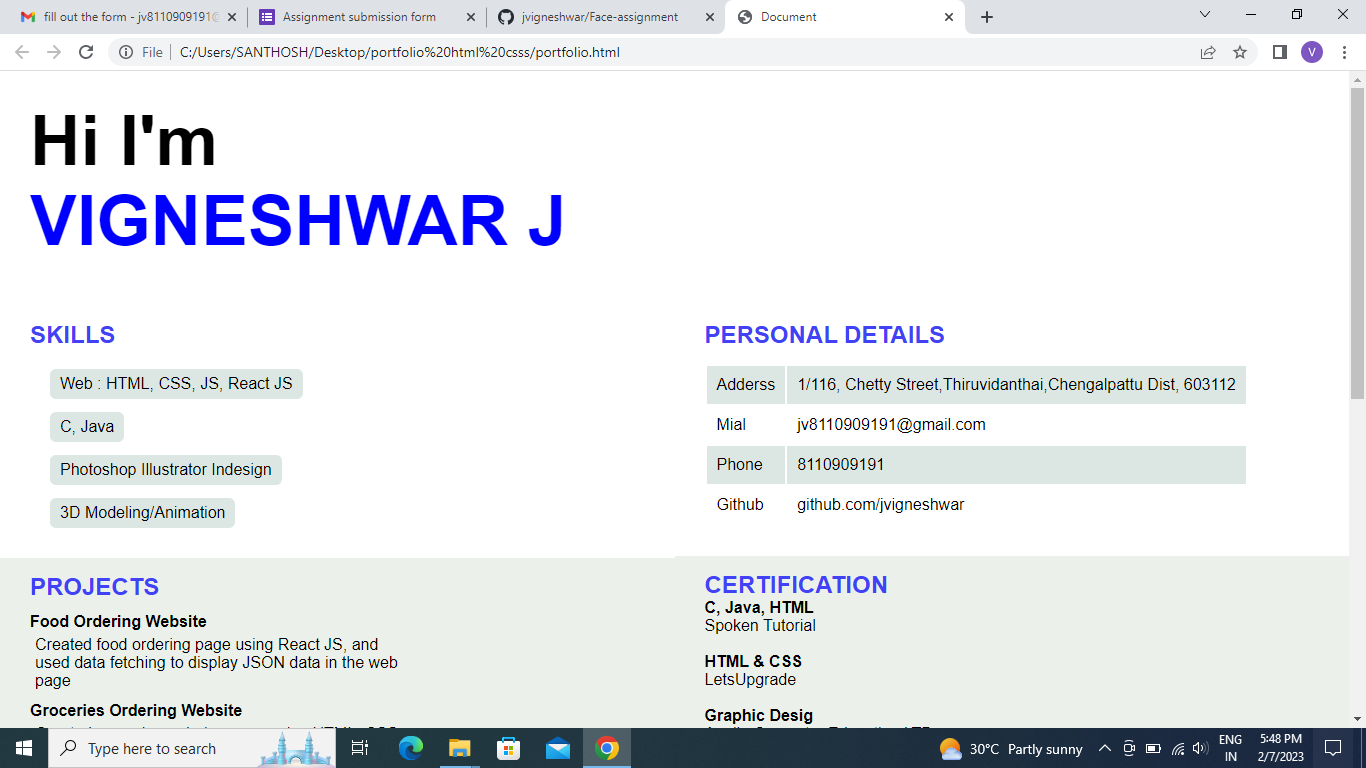 fill out the form - jv8110909191@
Assignment submission form
jvigneshwar/Face-assignment
Document
File
C:/Users/SANTHOSH/Desktop/portfolio%20html%20csss/portfolio.html
V
Hi I'm
VIGNESHWAR J
SKILLS
Web : HTML, CSS, JS, React JS
C, Java
Photoshop Illustrator Indesign
3D Modeling/Animation
PERSONAL DETAILS
Adderss 1/116, Chetty Street,Thiruvidanthai,Chengalpattu Dist, 603112
Mial jv8110909191@gmail.com
Phone 8110909191
Github github.com/jvigneshwar
PROJECTS
Food Ordering Website
Created food ordering page using React JS, and
used data fetching to display JSON data in the web
page
Groceries Ordering Website
CERTIFICATION
C, Java, HTML
Spoken Tutorial
HTML & CSS
LetsUpgrade
Graphic Desig
Type here to search
30°C Partly sunny
ENG
IN
5:48 PM
2/7/2023